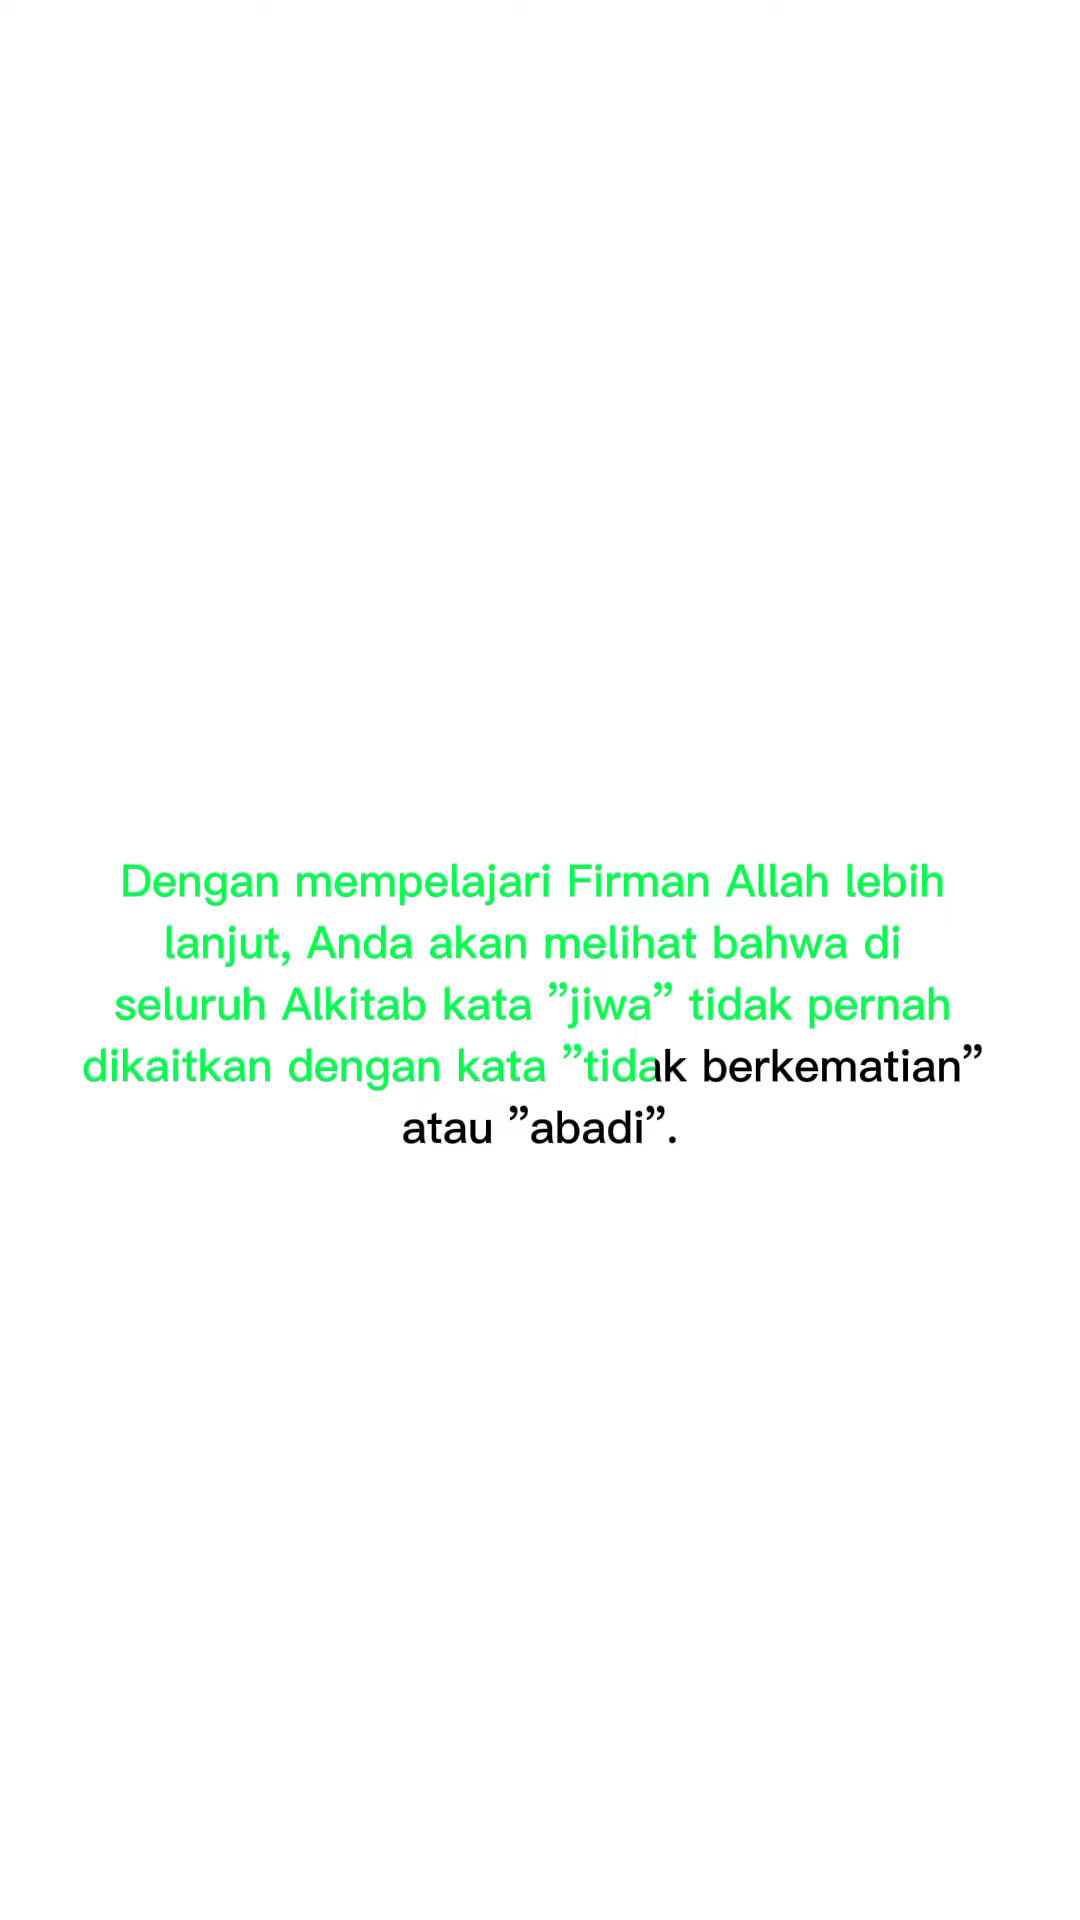 Dengan mempelajari Firman Allah lebih
lanjut, Anda akan melihat bahwa di
seluruh Alkitab kata ”jiwa” tidak pernah
dikaitkan dengan kata ”tidak berkematian”
atau ”abadi”.